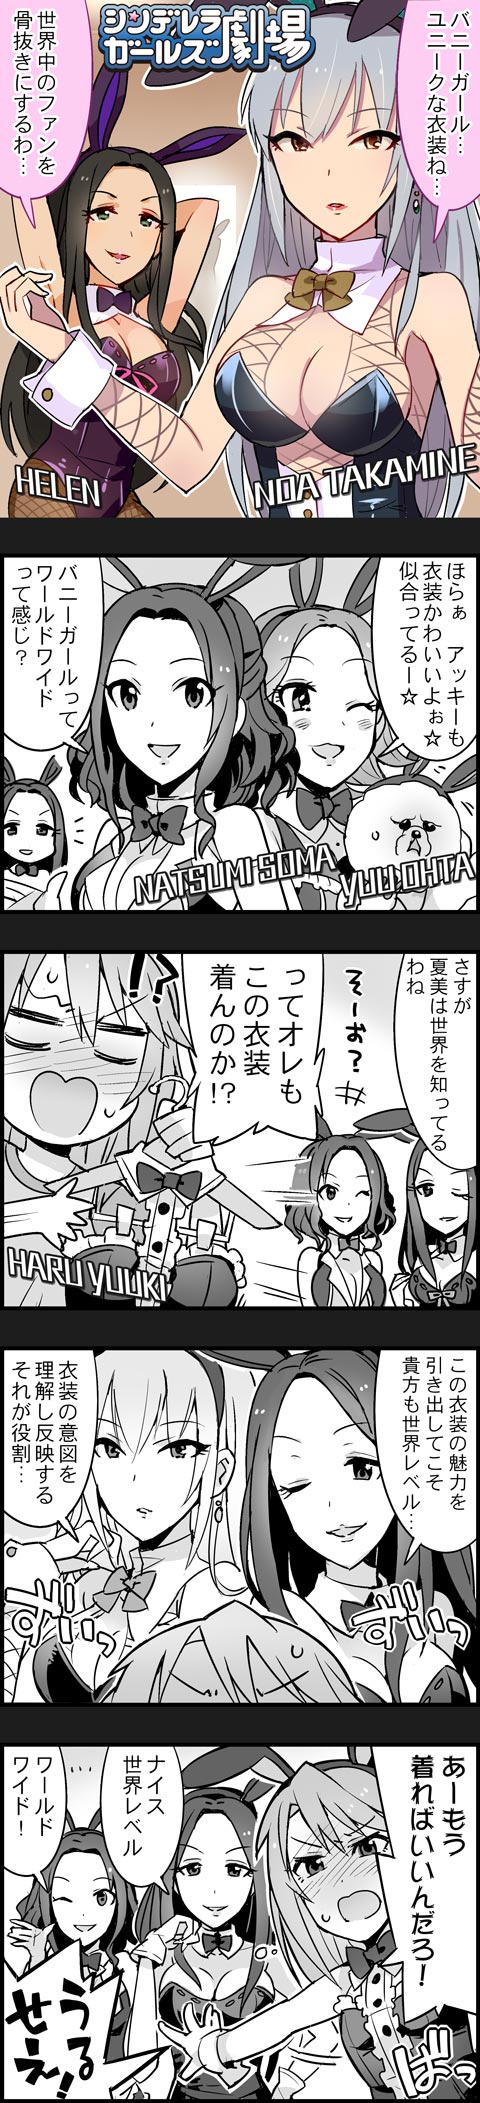 シンデレラ
ガールズ劇場
バニーガール…
ユニークな衣装ね…
世界中のファンを
骨抜きにするわ…
HELEN
NOA TAKAMINE
ほらぁ アッキーも
衣装かわいいよぉ☆
似合ってるー☆
バニーガールって
ワールドワイド
って感じ?
NATSUMI SOMA
YUU OHTA
さすが
夏美は世界を知ってる
わね
そーお?
ってオレも
この衣装
着んのか!?
!?
HARU YUUKI
この衣装の魅力を
引き出してこそ
貴方も世界レベル…
衣装の意図を
理解し反映する
それが役割…
ずいっ
ずいっ
あーもう
着ればいいんだろ!
ナイス
世界レベル
ワールド
ワイド!
ばっ
うる
せえ!